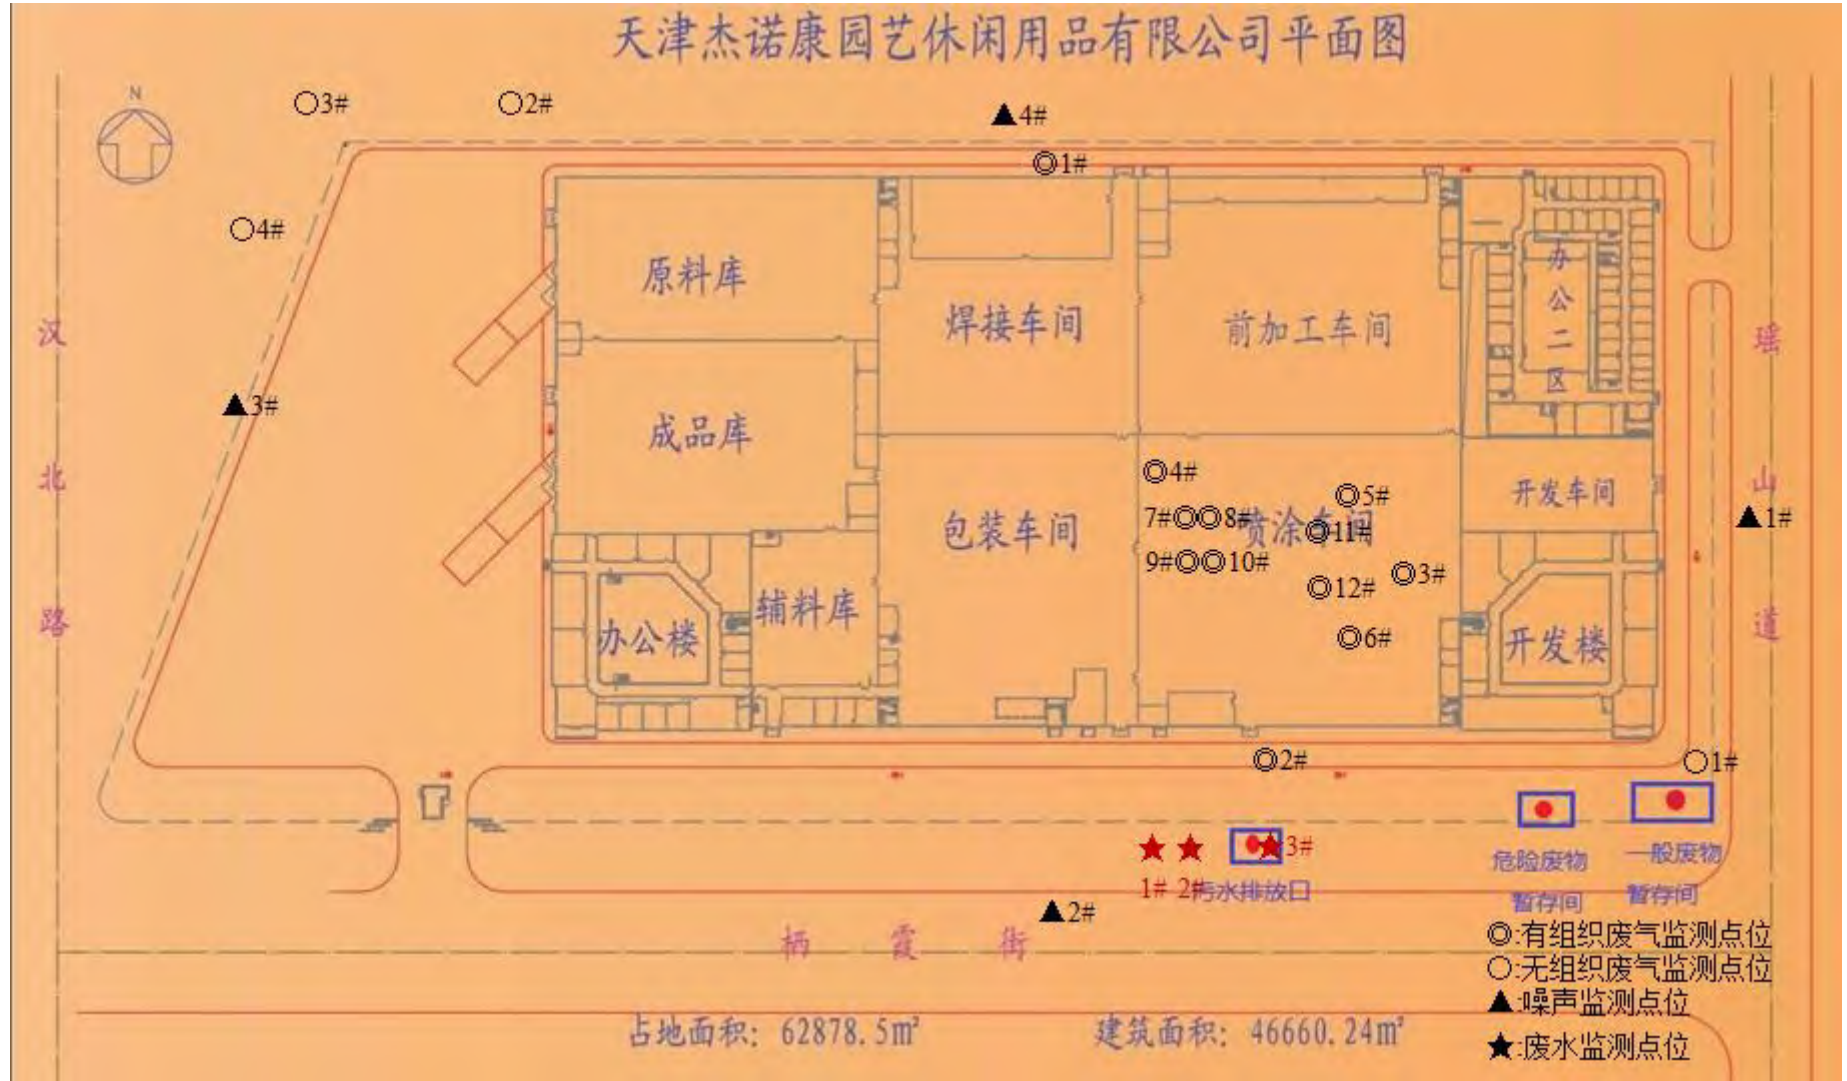 天津杰诺康园艺休闲用品有限公司平面图
N
3#
2#
4#
1#
4#
原料库
焊接车间
前加工车间
办公二区
汉北路
瑶山道
3#
成品库
4#
5#
开发车间
包装车间
7#
8#
喷涂车间
11#
1#
9#
10#
3#
12#
辅料库
办公楼
6#
开发楼
2#
1#
3#
危险废物
暂存间
一般废物
暂存间
1#
2#
污水排放口
2#
栖霞街
◎:有组织废气监测点位
○:无组织废气监测点位
▲:噪声监测点位
★:废水监测点位
占地面积：62878.5㎡
建筑面积：46660.24㎡